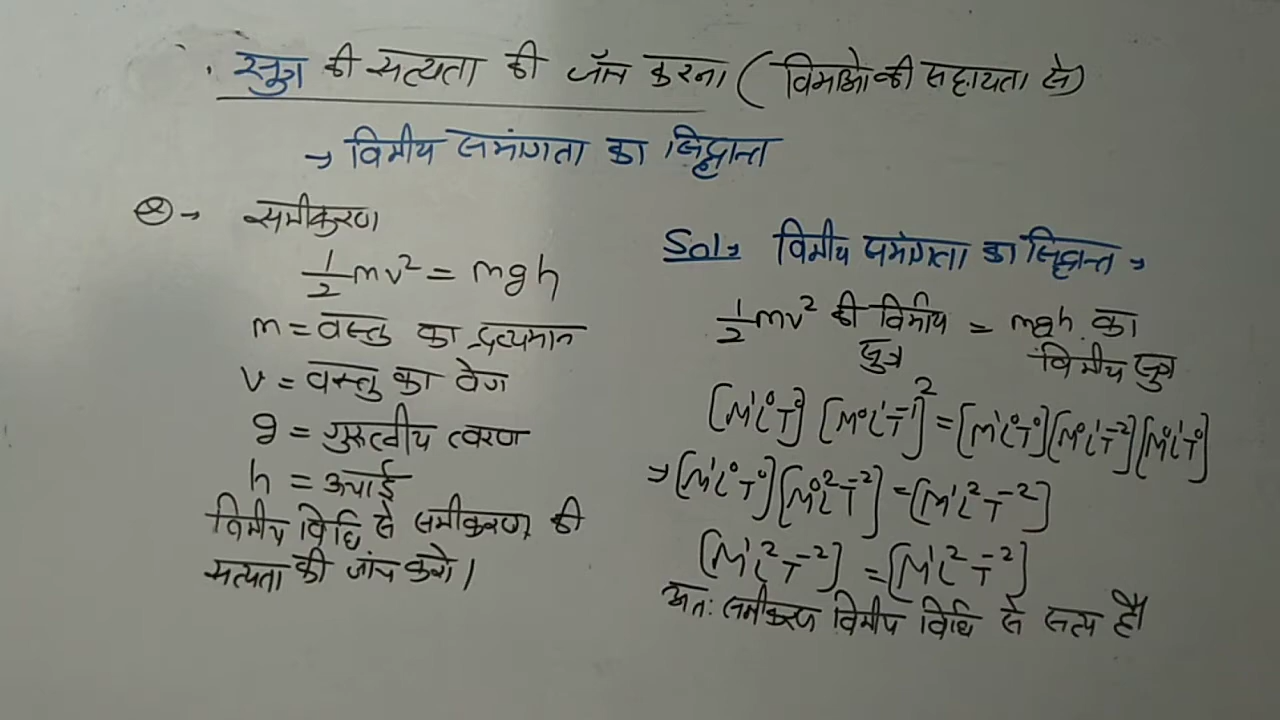 सूत्र की सत्यता की जॉच करना ( विमाओ की सहायता से)
→ विमीय समांगता का सिद्धान्त
Q→ समीकरण
1/2 mv² = mgh
m = वस्तु का द्रव्यमान
v = वस्तु का वेग
g = गुरुत्वीय त्वरण
h = ऊचाई
विमीय विधि से समीकरण की
सत्यता की जांच करो।
Sol→ विमीय समांगता का सिद्धान्त →
1/2 mv² की विमीय सुत्र = mgh का विमीय सुत्र
[M¹L⁰T⁰] [M⁰L¹T⁻¹]² = [M¹L⁰T⁰][M⁰L¹T⁻²][M⁰L¹T⁰]
→ [M¹L⁰T⁰][M⁰L²T⁻²] = [M¹L²T⁻²]
[M¹L²T⁻²] = [M¹L²T⁻²]
अतः समीकरण विमीय विधि से सत्य है।